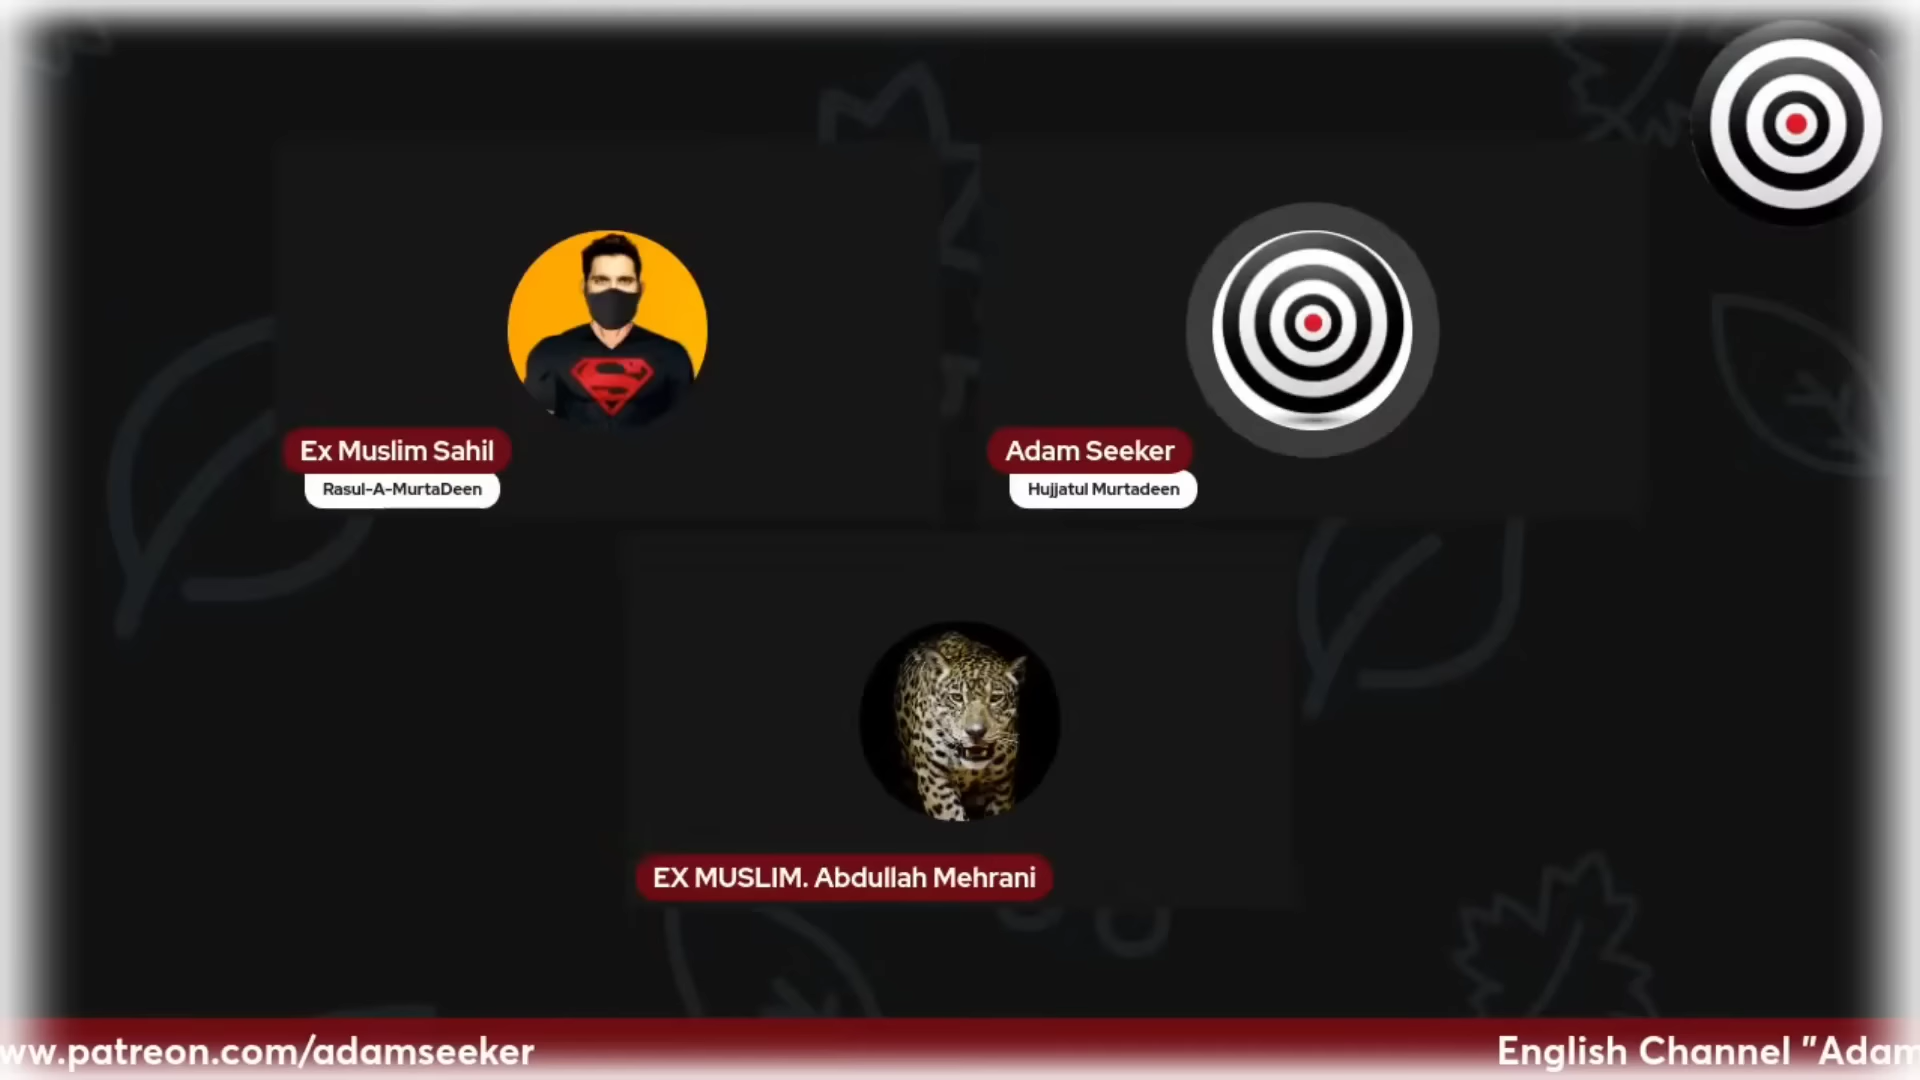 Ex Muslim Sahil
Rasul-A-MurtaDeen
Adam Seeker
Hujjatul Murtadeen
EX MUSLIM. Abdullah Mehrani
ww.patreon.com/adamseeker
English Channel "Adam